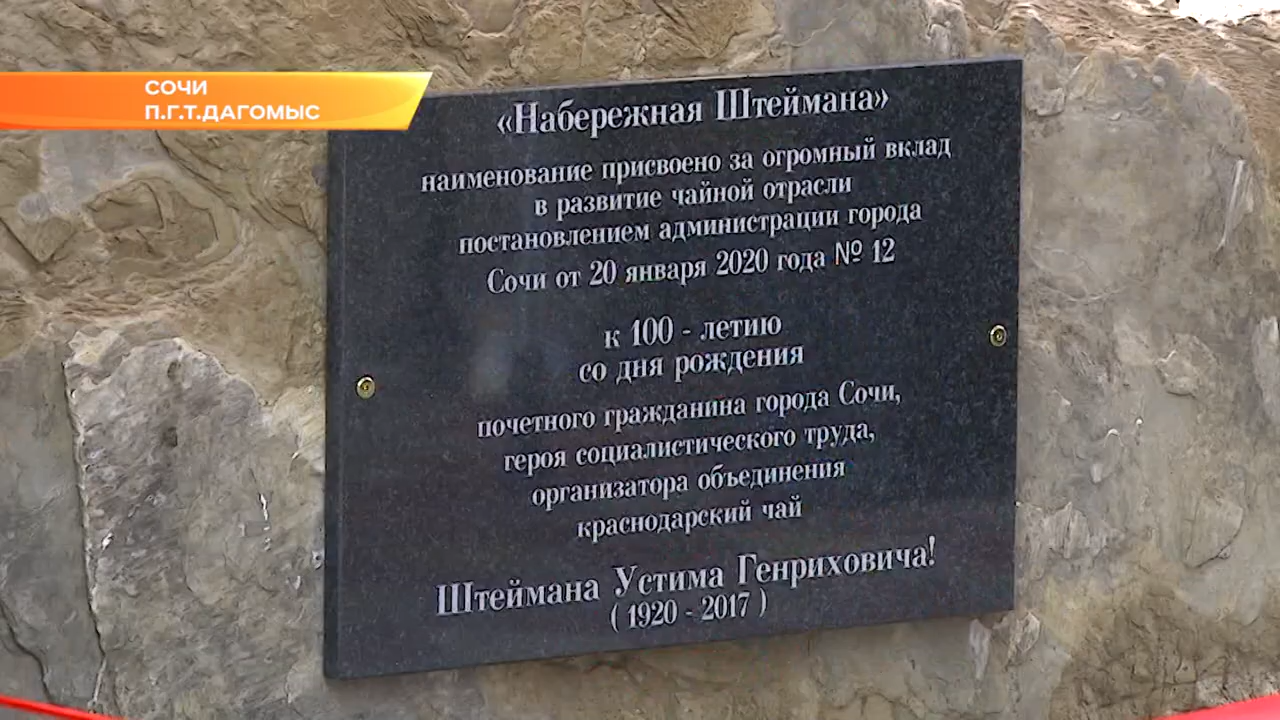 СОЧИ
П.Г.Т.ДАГОМЫС
«Набережная Штеймана»
наименование присвоено за огромный вклад
в развитие чайной отрасли
постановлением администрации города
Сочи от 20 января 2020 года № 12
к 100 - летию
со дня рождения
почетного гражданина города Сочи,
героя социалистического труда,
организатора объединения
краснодарский чай
Штеймана Устима Генриховича!
( 1920 - 2017 )